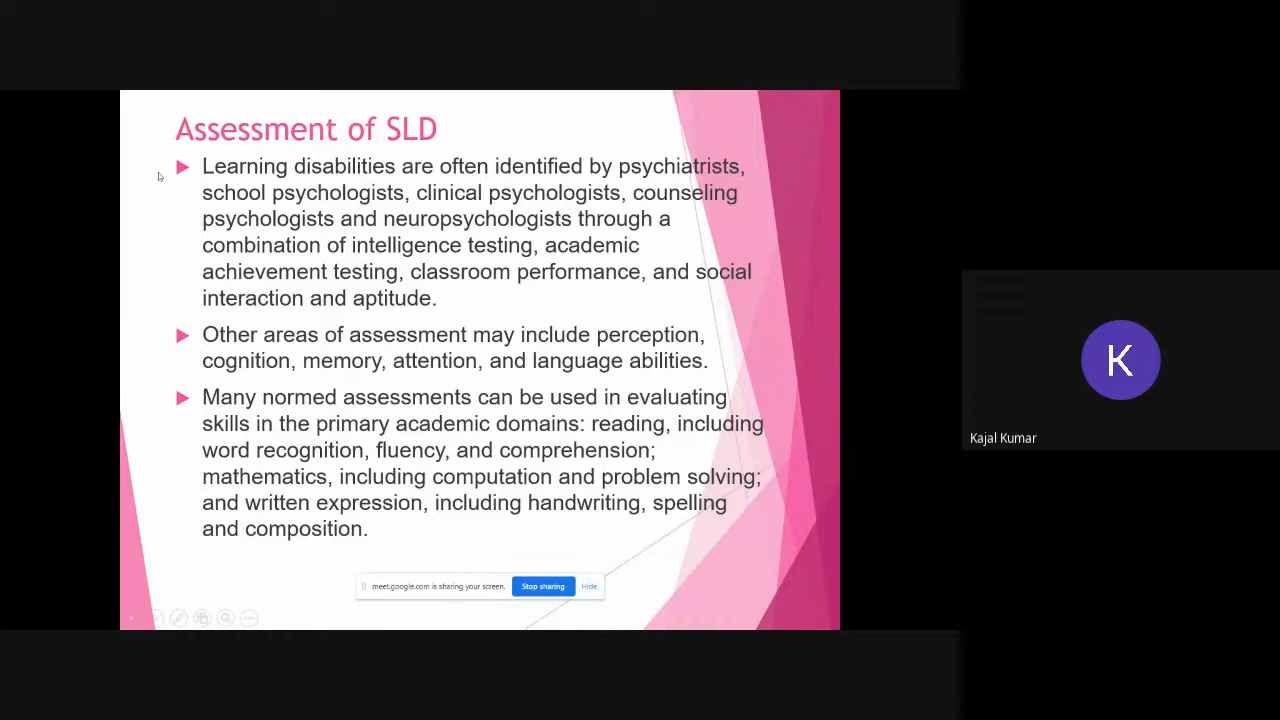 Assessment of SLD
Learning disabilities are often identified by psychiatrists,
school psychologists, clinical psychologists, counseling
psychologists and neuropsychologists through a
combination of intelligence testing, academic
achievement testing, classroom performance, and social
interaction and aptitude.
Other areas of assessment may include perception,
cognition, memory, attention, and language abilities.
Many normed assessments can be used in evaluating
skills in the primary academic domains: reading, including
word recognition, fluency, and comprehension;
mathematics, including computation and problem solving;
and written expression, including handwriting, spelling
and composition.
meet.google.com is sharing your screen. Stop sharing Hide
K
Kajal Kumar